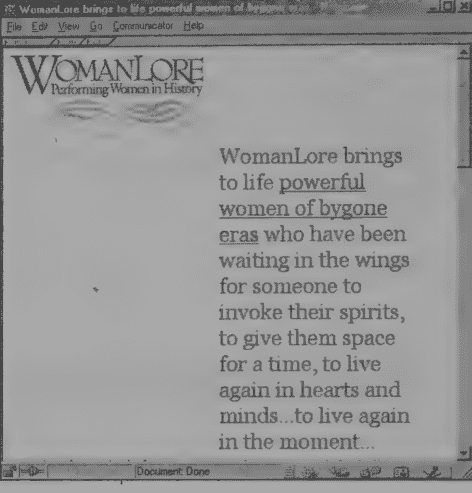 WomanLore brings to life powerful women of bygone eras
File Edit View Go Communicator Help
WOMANLORE
Performing Women in History
WomanLore brings
to life powerful
women of bygone
eras who have been
waiting in the wings
for someone to
invoke their spirits,
to give them space
for a time, to live
again in hearts and
minds...to live again
in the moment...
Document: Done